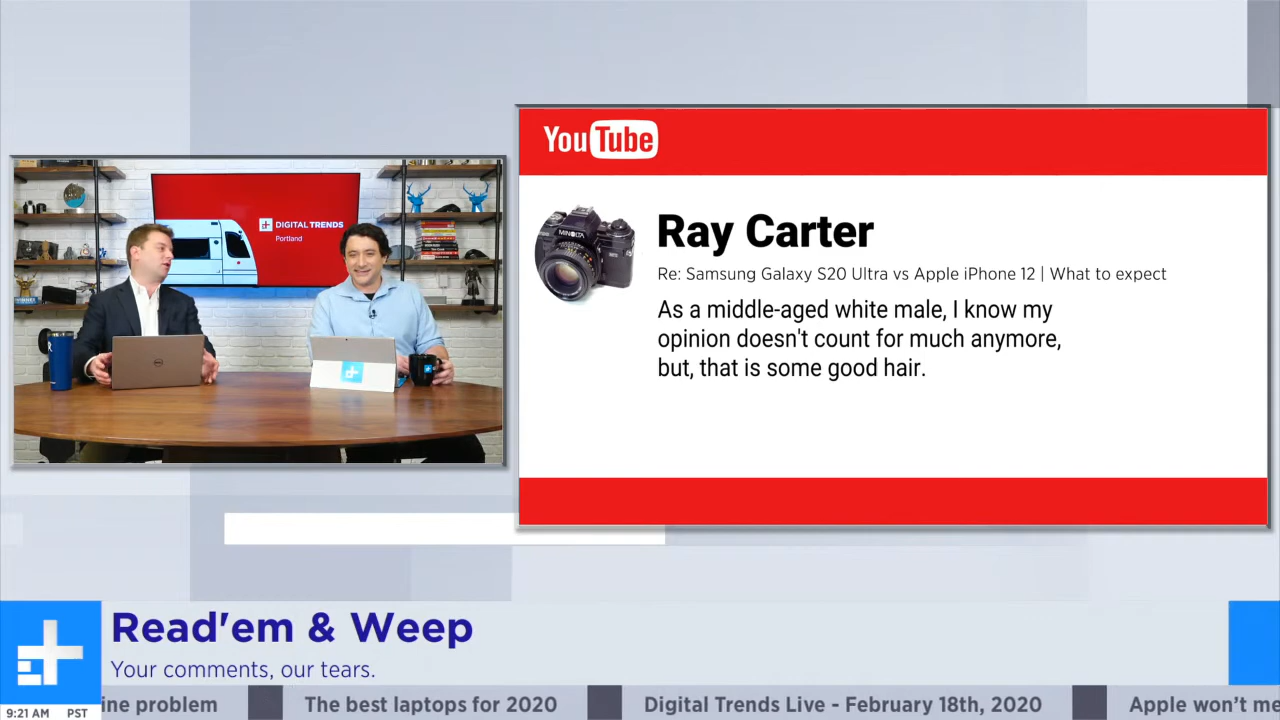 YouTube
MINOLTA
Ray Carter
Re: Samsung Galaxy S20 Ultra vs Apple iPhone 12 | What to expect
As a middle-aged white male, I know my
opinion doesn't count for much anymore,
but, that is some good hair.
DIGITAL TRENDS
Portland
DELL
Read'em & Weep
Your comments, our tears.
ine problem
The best laptops for 2020
Digital Trends Live - February 18th, 2020
Apple won't me
9:21 AM PST